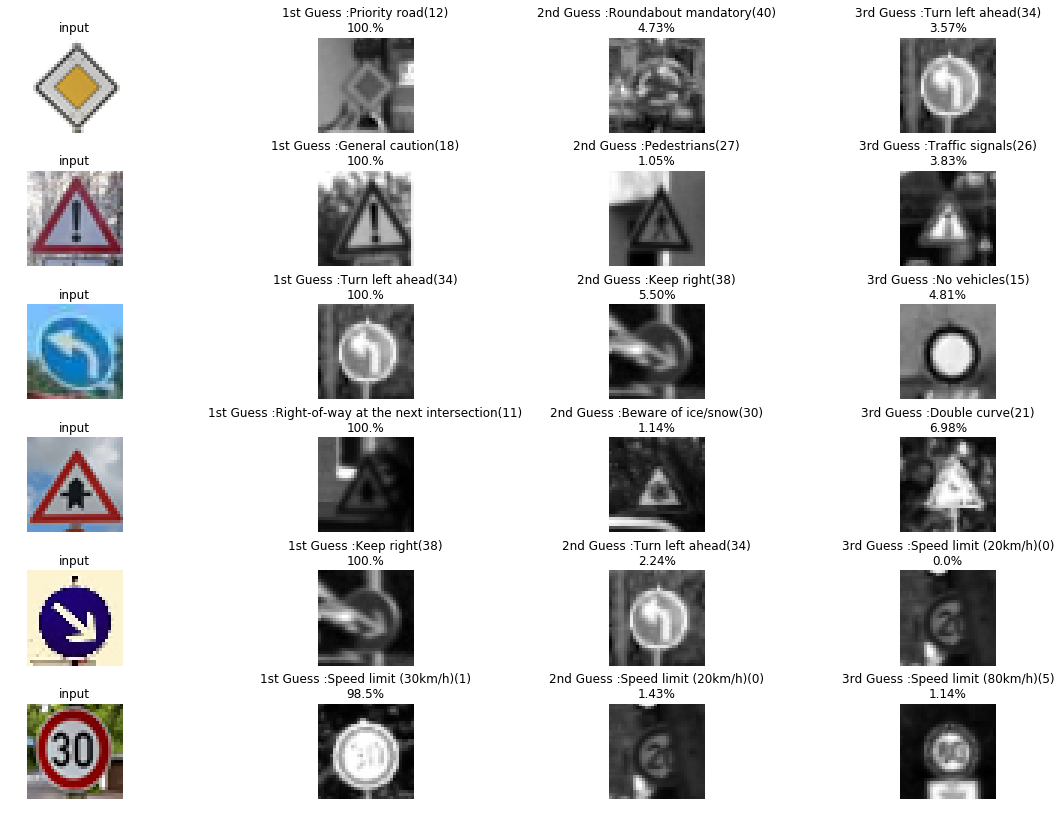 input
1st Guess :Priority road(12)
100.%
2nd Guess :Roundabout mandatory(40)
4.73%
3rd Guess :Turn left ahead(34)
3.57%
input
1st Guess :General caution(18)
100.%
2nd Guess :Pedestrians(27)
1.05%
3rd Guess :Traffic signals(26)
3.83%
input
1st Guess :Turn left ahead(34)
100.%
2nd Guess :Keep right(38)
5.50%
3rd Guess :No vehicles(15)
4.81%
input
1st Guess :Right-of-way at the next intersection(11)
100.%
2nd Guess :Beware of ice/snow(30)
1.14%
3rd Guess :Double curve(21)
6.98%
input
1st Guess :Keep right(38)
100.%
2nd Guess :Turn left ahead(34)
2.24%
3rd Guess :Speed limit (20km/h)(0)
0.0%
input
30
1st Guess :Speed limit (30km/h)(1)
98.5%
30
2nd Guess :Speed limit (20km/h)(0)
1.43%
3rd Guess :Speed limit (80km/h)(5)
1.14%